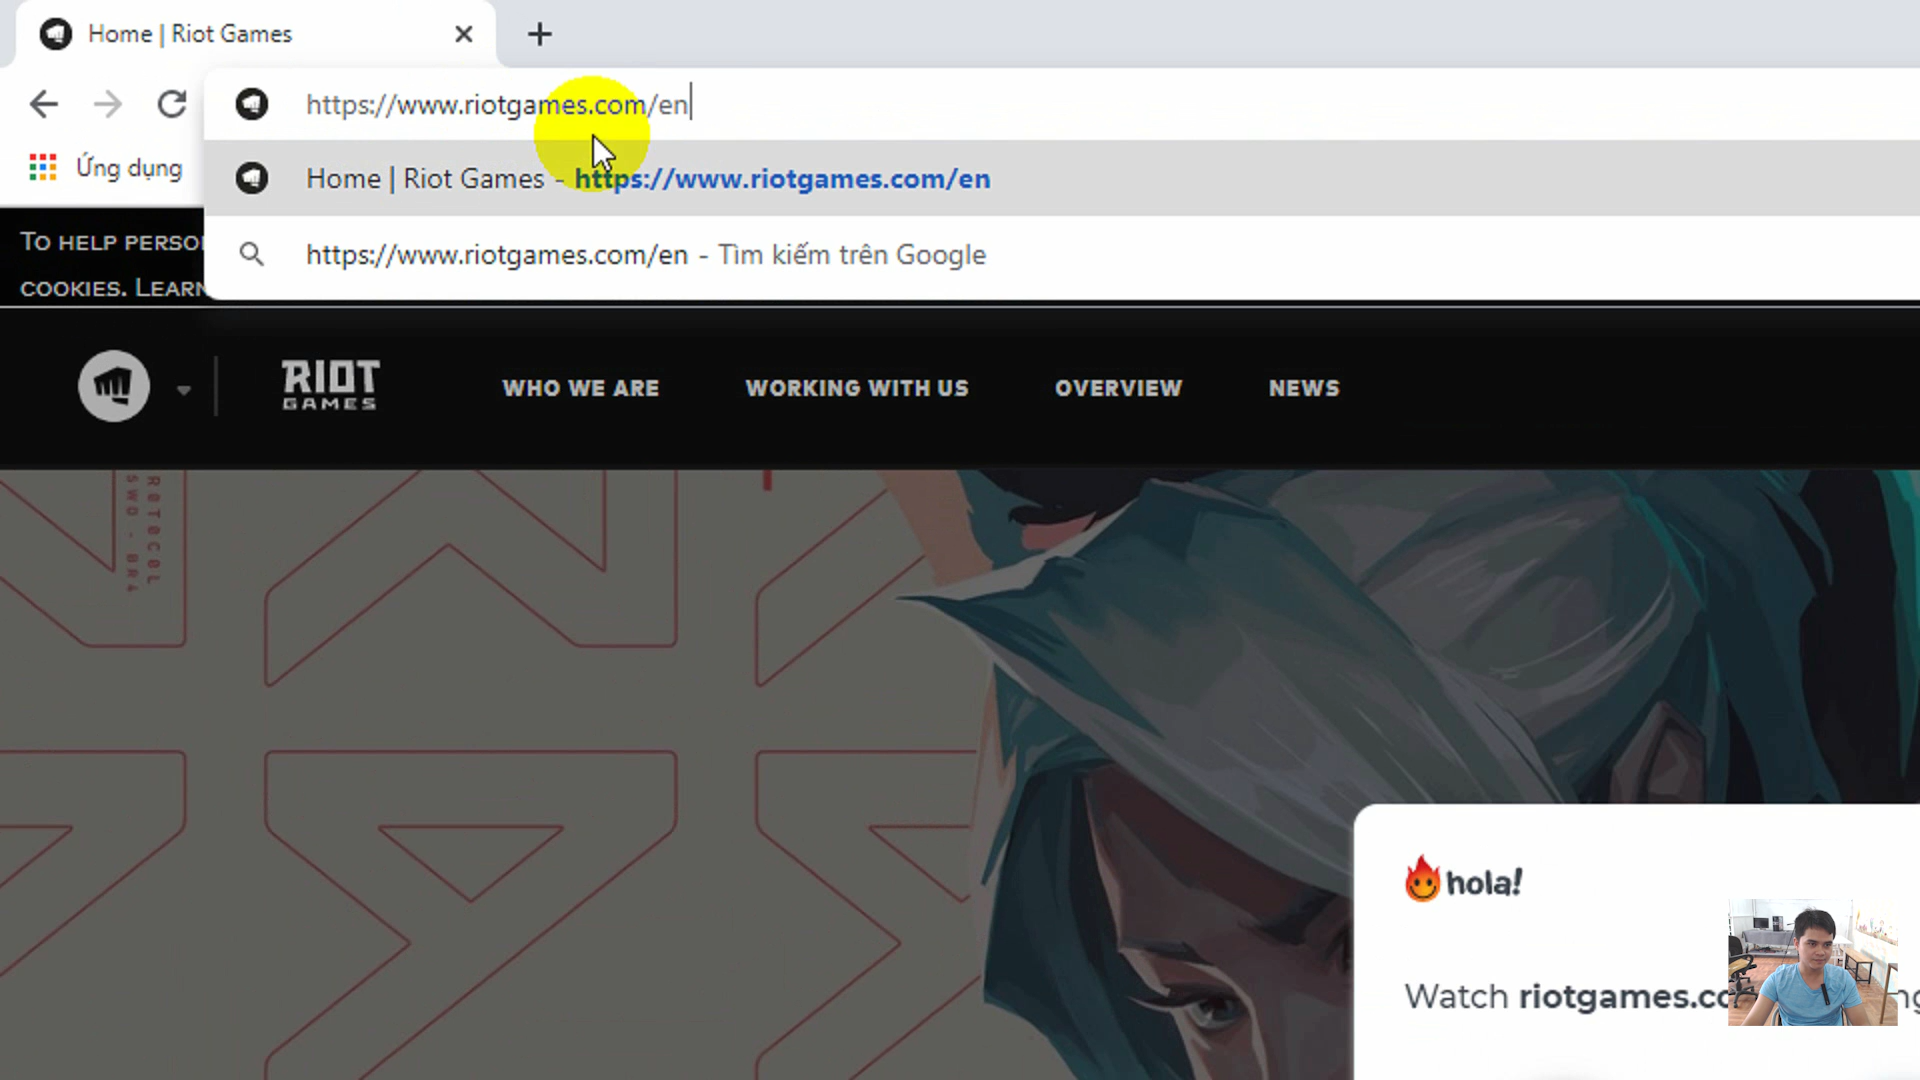 Home | Riot Games
https://www.riotgames.com/en
Ứng dụng
Home | Riot Games - https://www.riotgames.com/en
https://www.riotgames.com/en - Tìm kiếm trên Google
TO HELP PERSO
COOKIES. LEARN
RIOT
GAMES
WHO WE ARE
WORKING WITH US
OVERVIEW
NEWS
hola!
Watch riotgames.co